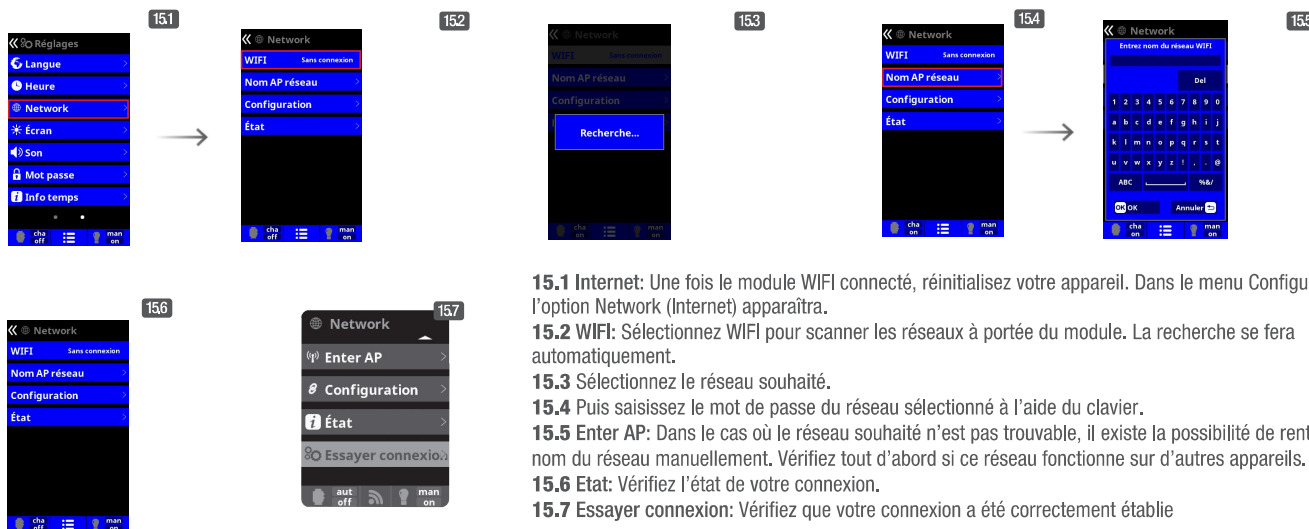 15.1
« Réglages
Langue
Heure
Network
Écran
Son
Mot passe
Info temps
cha off man on
15.2
« Network
WIFI Sans connexion
Nom AP réseau
Configuration
État
cha off man on
15.3
« Network
WIFI Sans connexion
Nom AP réseau
Configuration
Recherche...
cha on man on
15.4
« Network
WIFI Sans connexion
Nom AP réseau
Configuration
État
cha on man on
15.5
« Network
Entrez nom du réseau WIFI
Del
1 2 3 4 5 6 7 8 9 0
a b c d e f g h i j
k l m n o p q r s t
u v w x y z ! , . @
ABC %&/
OK OK Annuler
cha on man on
15.6
« Network
WIFI Sans connexion
Nom AP réseau
Configuration
État
cha off man on
15.7
Network
Enter AP
Configuration
État
Essayer connexio..
aut off man on
15.1 Internet: Une fois le module WIFI connecté, réinitialisez votre appareil. Dans le menu Configu
l'option Network (Internet) apparaîtra.
15.2 WIFI: Sélectionnez WIFI pour scanner les réseaux à portée du module. La recherche se fera
automatiquement.
15.3 Sélectionnez le réseau souhaité.
15.4 Puis saisissez le mot de passe du réseau sélectionné à l'aide du clavier.
15.5 Enter AP: Dans le cas où le réseau souhaité n'est pas trouvable, il existe la possibilité de rent
nom du réseau manuellement. Vérifiez tout d'abord si ce réseau fonctionne sur d'autres appareils.
15.6 Etat: Vérifiez l'état de votre connexion.
15.7 Essayer connexion: Vérifiez que votre connexion a été correctement établie